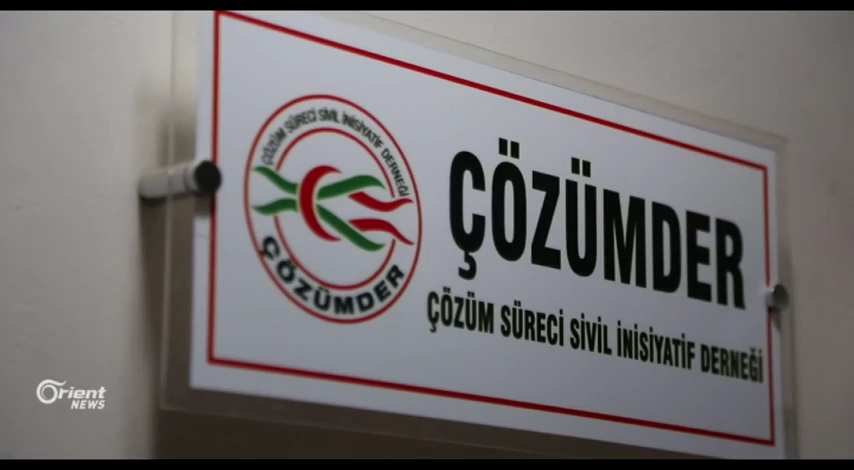 ÇÖZÜM SÜRECİ SİVİL İNİSİYATİF DERNEĞİ
ÇÖZÜMDER
ÇÖZÜMDER
ÇÖZÜM SÜRECİ SİVİL İNİSİYATİF DERNEĞİ
Orient
NEWS